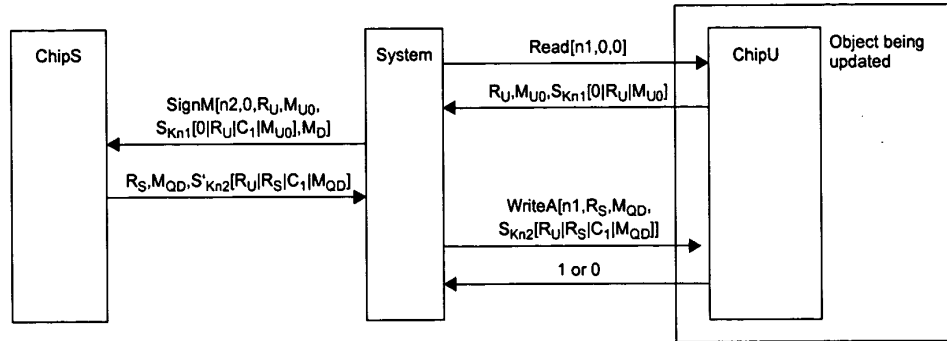 ChipS
System
ChipU
Object being
updated
Read[n1,0,0]
R_U,M_U0,S_Kn1[0|R_U|M_U0]
SignM[n2,0,R_U,M_U0,
S_Kn1[0|R_U|C_1|M_U0],M_D]
R_S,M_QD,S'_Kn2[R_U|R_S|C_1|M_QD]
WriteA[n1,R_S,M_QD,
S_Kn2[R_U|R_S|C_1|M_QD]]
1 or 0